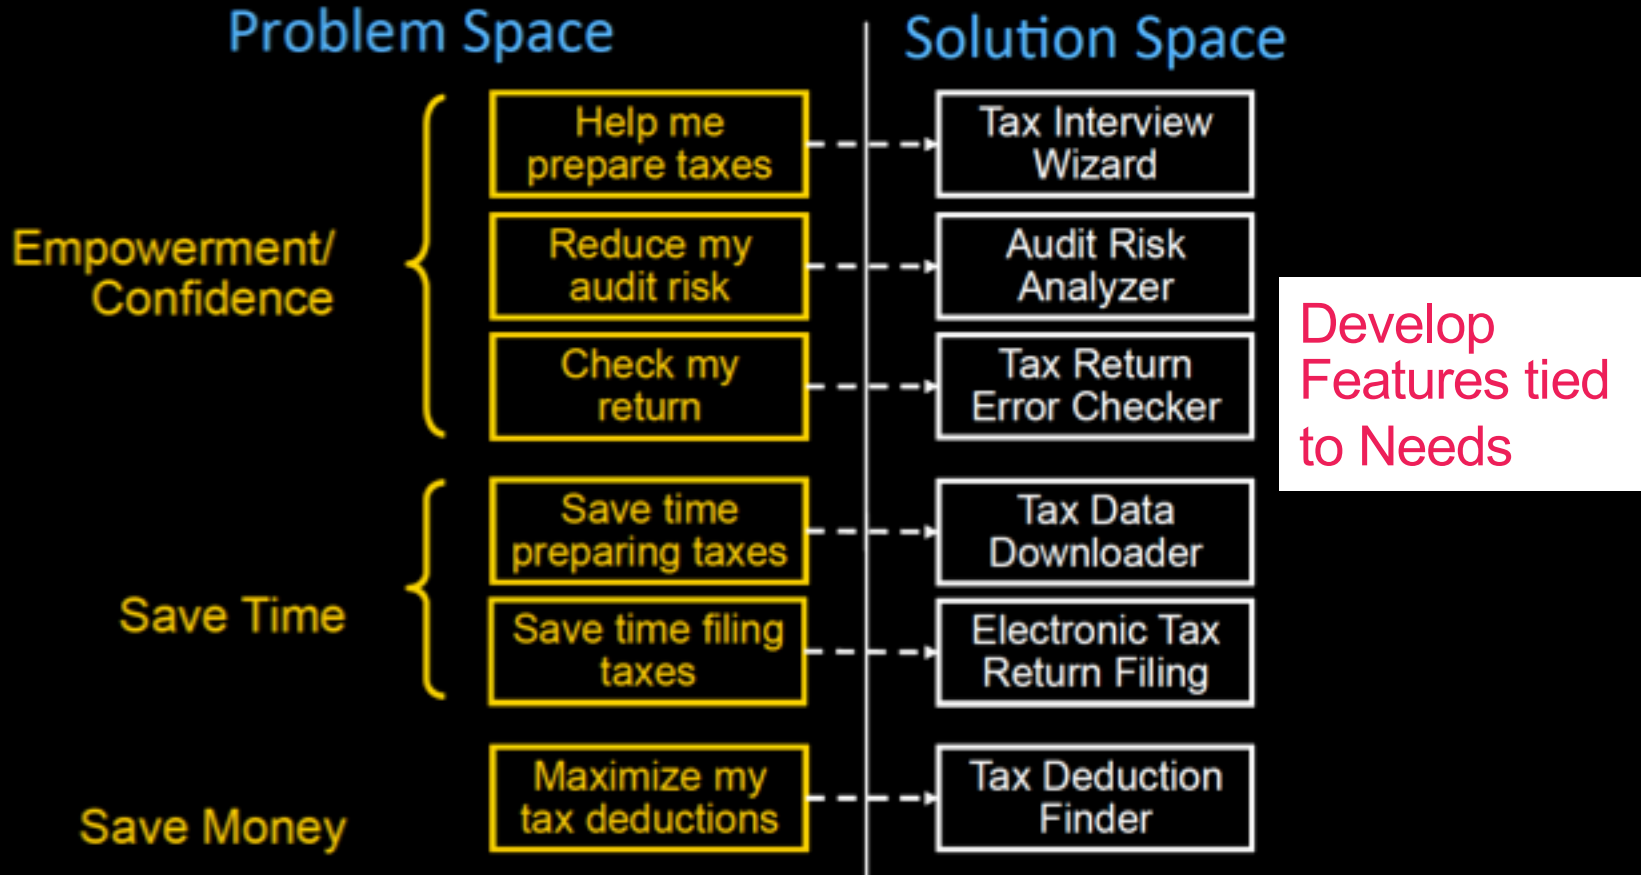 Problem Space
Solution Space
Empowerment/
Confidence
Help me
prepare taxes
Tax Interview
Wizard
Reduce my
audit risk
Audit Risk
Analyzer
Check my
return
Tax Return
Error Checker
Develop
Features tied
to Needs
Save Time
Save time
preparing taxes
Tax Data
Downloader
Save time filing
taxes
Electronic Tax
Return Filing
Save Money
Maximize my
tax deductions
Tax Deduction
Finder